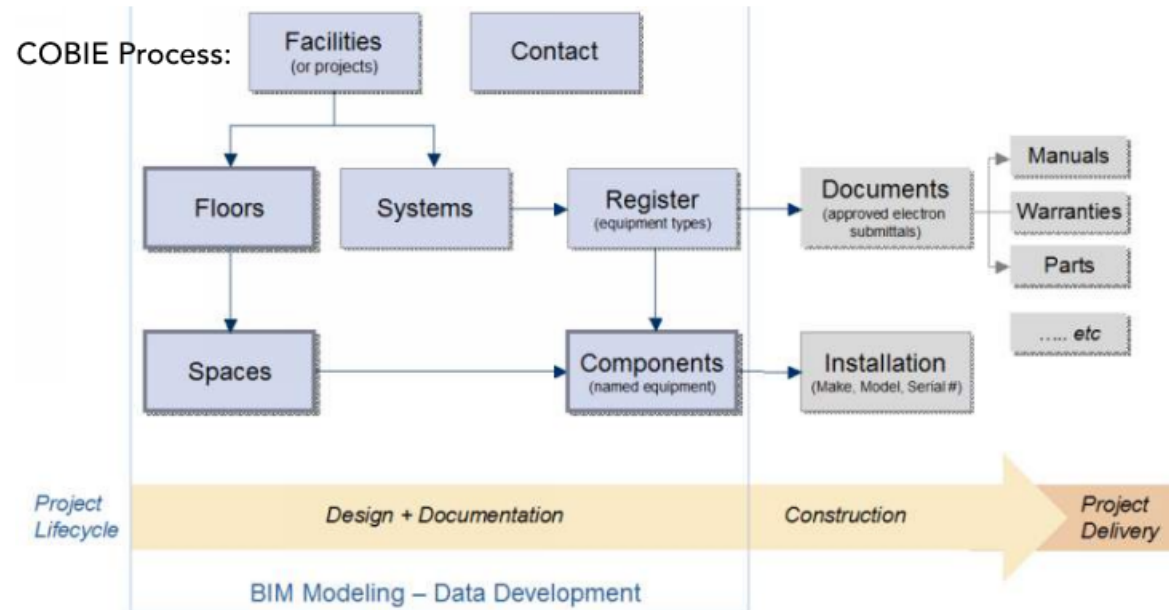 COBIE Process:
Facilities
(or projects)
Contact
Floors
Systems
Register
(equipment types)
Documents
(approved electron
submittals)
Manuals
Warranties
Parts
..... etc
Spaces
Components
(named equipment)
Installation
(Make, Model, Serial #)
Project
Lifecycle
Design + Documentation
Construction
Project
Delivery
BIM Modeling – Data Development